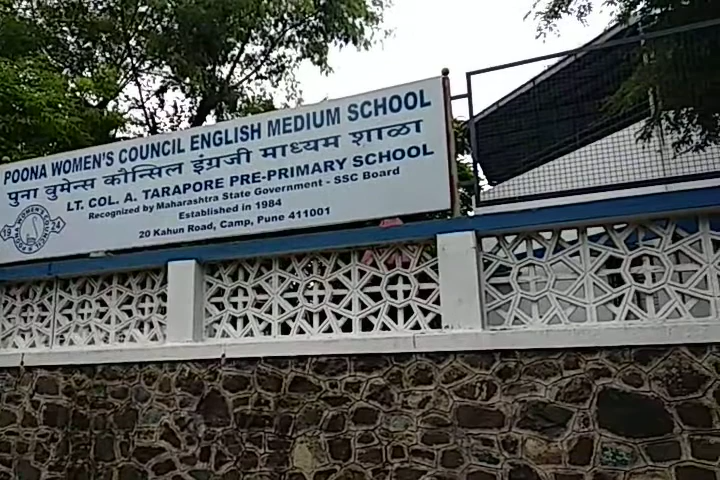 POONA WOMEN'S COUNCIL ENGLISH MEDIUM SCHOOL
पुना वुमेन्स कौन्सिल इंग्रजी माध्यम शाळा
LT. COL. A. TARAPORE PRE-PRIMARY SCHOOL
Recognized by Maharashtra State Government - SSC Board
Established in 1984
20 Kahun Road, Camp, Pune 411001